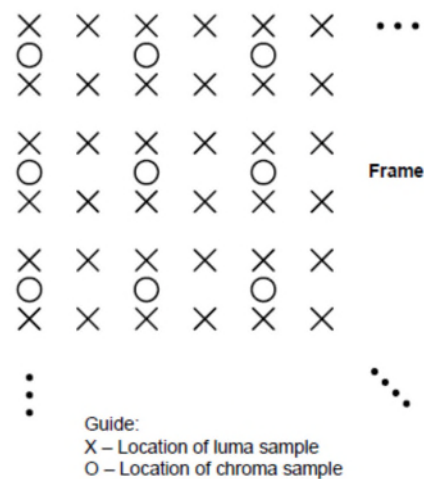 Frame
Guide:
X – Location of luma sample
O – Location of chroma sample